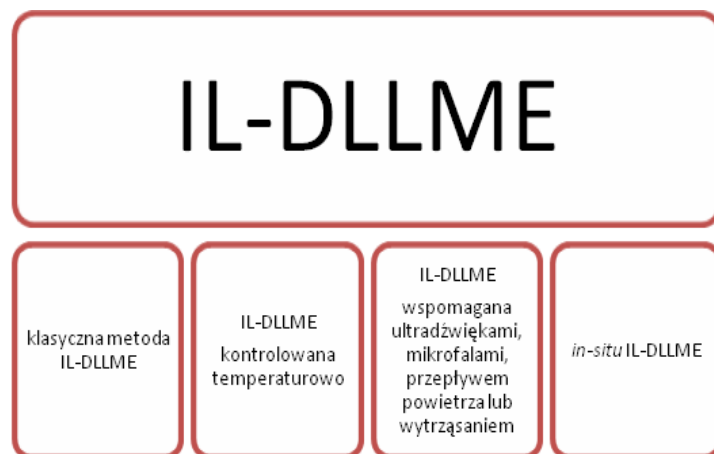 IL-DLLME
klasyczna metoda
IL-DLLME
IL-DLLME
kontrolowana
temperaturowo
IL-DLLME
wspomagana
ultradźwiękami,
mikrofalami,
przepływem
powietrza lub
wytrząsaniem
in-situ IL-DLLME